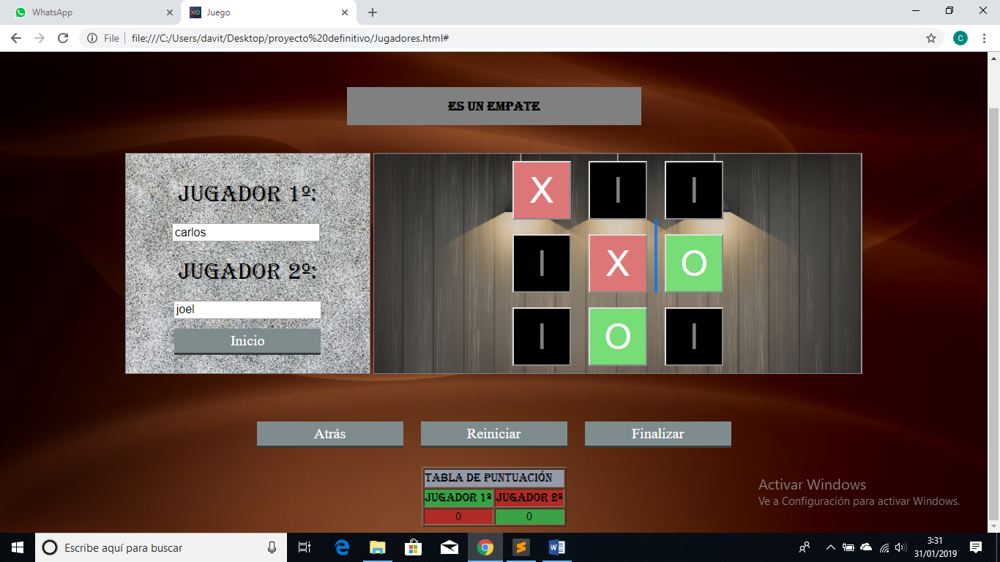 WhatsApp
XO Juego
File file:///C:/Users/davit/Desktop/proyecto%20definitivo/Jugadores.html#
C
ES UN EMPATE
JUGADOR 1º:
carlos
JUGADOR 2º:
joel
Inicio
X I I
I X O
I O I
Atrás Reiniciar Finalizar
TABLA DE PUNTUACIÓN
JUGADOR 1º JUGADOR 2º
0 0
Activar Windows
Ve a Configuración para activar Windows.
Escribe aquí para buscar
3:31
31/01/2019